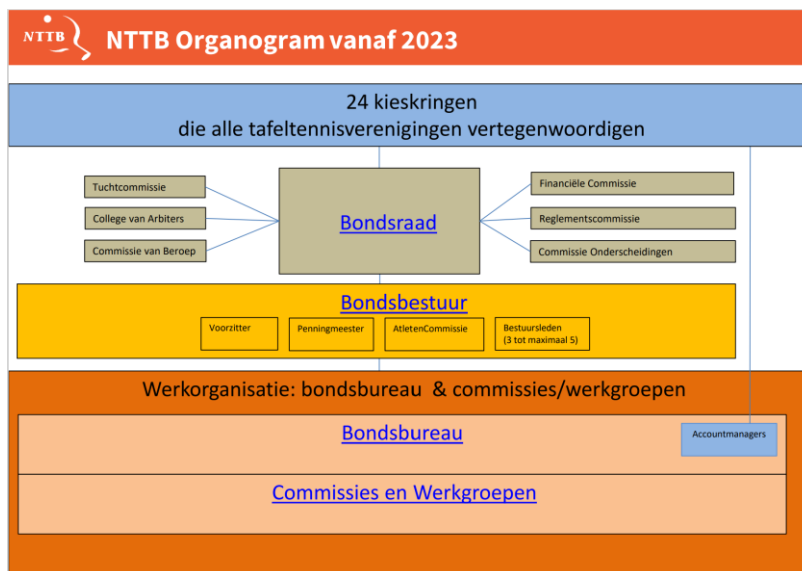 NTTB
NTTB Organogram vanaf 2023
24 kieskringen
die alle tafeltennisverenigingen vertegenwoordigen
Tuchtcommissie
College van Arbiters
Commissie van Beroep
Bondsraad
Financiële Commissie
Reglementscommissie
Commissie Onderscheidingen
Bondsbestuur
Voorzitter
Penningmeester
AtletenCommissie
Bestuursleden
(3 tot maximaal 5)
Werkorganisatie: bondsbureau & commissies/werkgroepen
Bondsbureau
Accountmanagers
Commissies en Werkgroepen